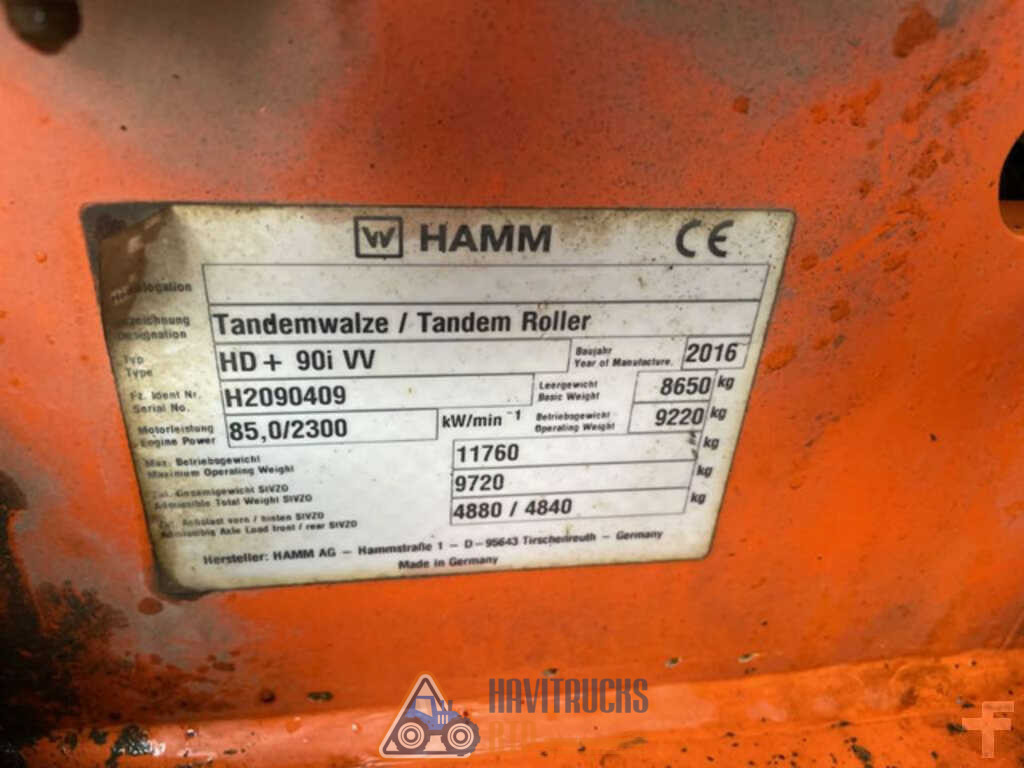 W HAMM CE
Bezeichnung
Designation
Tandemwalze / Tandem Roller
Typ
Type
HD + 90i VV
Baujahr
Year of Manufacture.
2016
Fz. Ident Nr.
Serial No.
H2090409
Leergewicht
Basic Weight
8650 kg
Motorleistung
Engine Power
85,0/2300 kW/min -1
Betriebsgewicht
Operating Weight
9220 kg
Max. Betriebsgewicht
Maximum Operating Weight
11760 kg
Zul. Gesamtgewicht StVZO
Admissible Total Weight StVZO
9720 kg
Zul. Achslast vorn / hinten StVZO
Admissible Axle Load front / rear StVZO
4880 / 4840 kg
Hersteller: HAMM AG – Hammstraße 1 – D – 95643 Tirschenreuth – Germany
Made in Germany
HAVITRUCKS